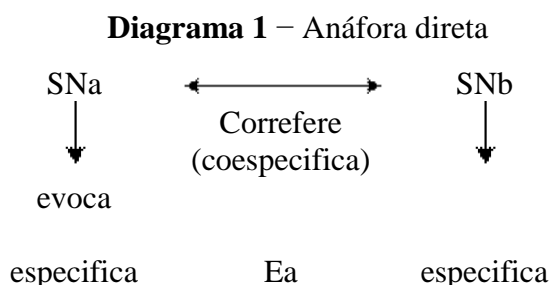 Diagrama 1 − Anáfora direta
SNa SNb
Correfere
(coespecifica)
evoca
especifica Ea especifica